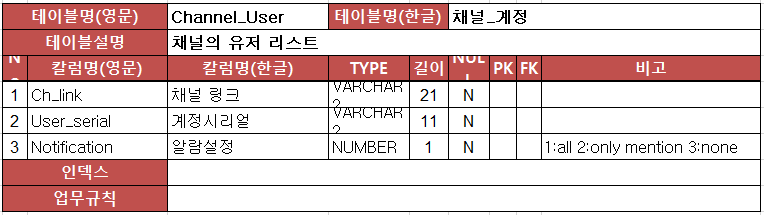 테이블명(영문) Channel_User 테이블명(한글) 채널_계정
테이블설명 채널의 유저 리스트
칼럼명(영문) 칼럼명(한글) TYPE 길이 NULL PK FK 비고
1 Ch_link 채널 링크 VARCHAR2 21 N
2 User_serial 계정시리얼 VARCHAR2 11 N
3 Notification 알람설정 NUMBER 1 N 1:all 2:only mention 3:none
인덱스
업무규칙